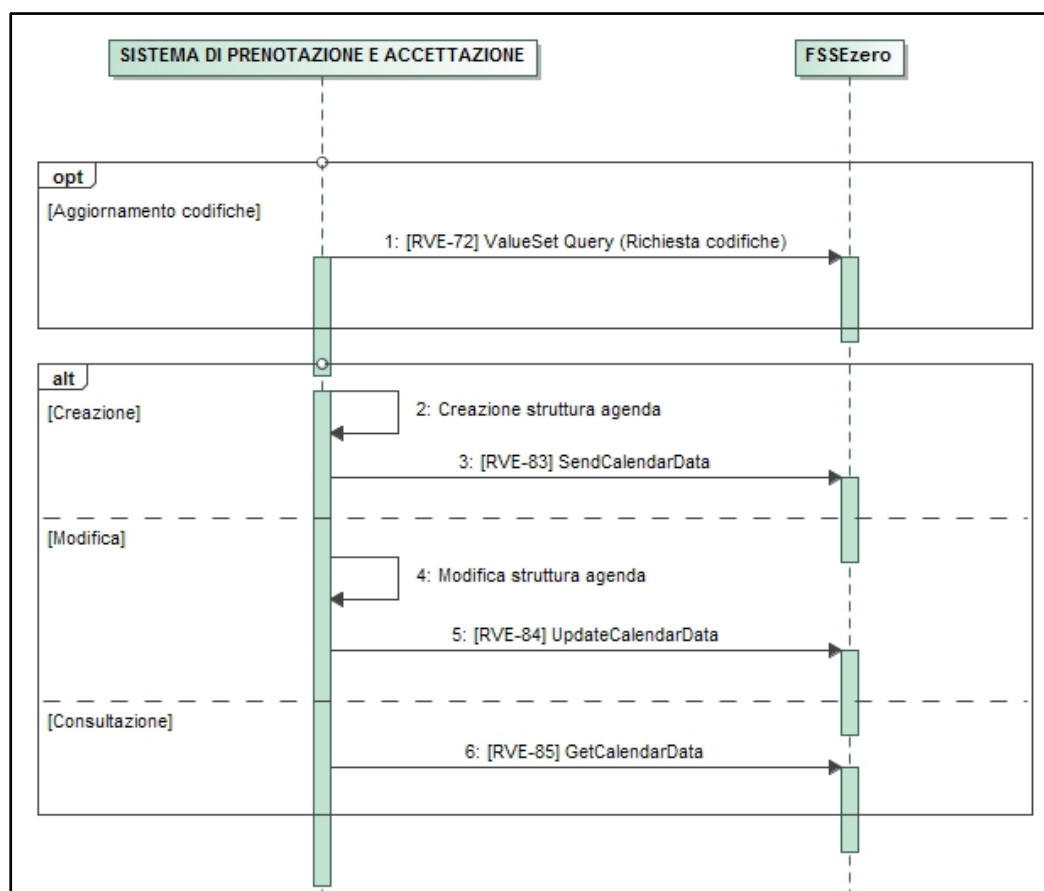 SISTEMA DI PRENOTAZIONE E ACCETTAZIONE
FSSEzero
opt
[Aggiornamento codifiche]
1: [RVE-72] ValueSet Query (Richiesta codifiche)
alt
[Creazione]
2: Creazione struttura agenda
3: [RVE-83] SendCalendarData
[Modifica]
4: Modifica struttura agenda
5: [RVE-84] UpdateCalendarData
[Consultazione]
6: [RVE-85] GetCalendarData